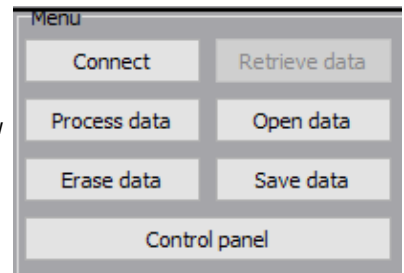 Menu
Connect
Retrieve data
Process data
Open data
Erase data
Save data
Control panel